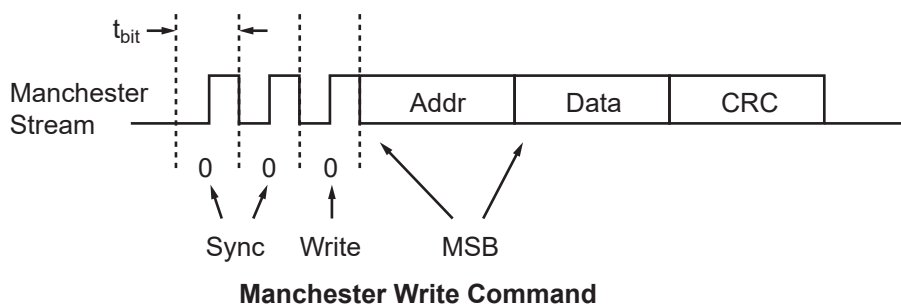 t_bit
Manchester
Stream
Addr Data CRC
0 0 0
Sync Write MSB
Manchester Write Command